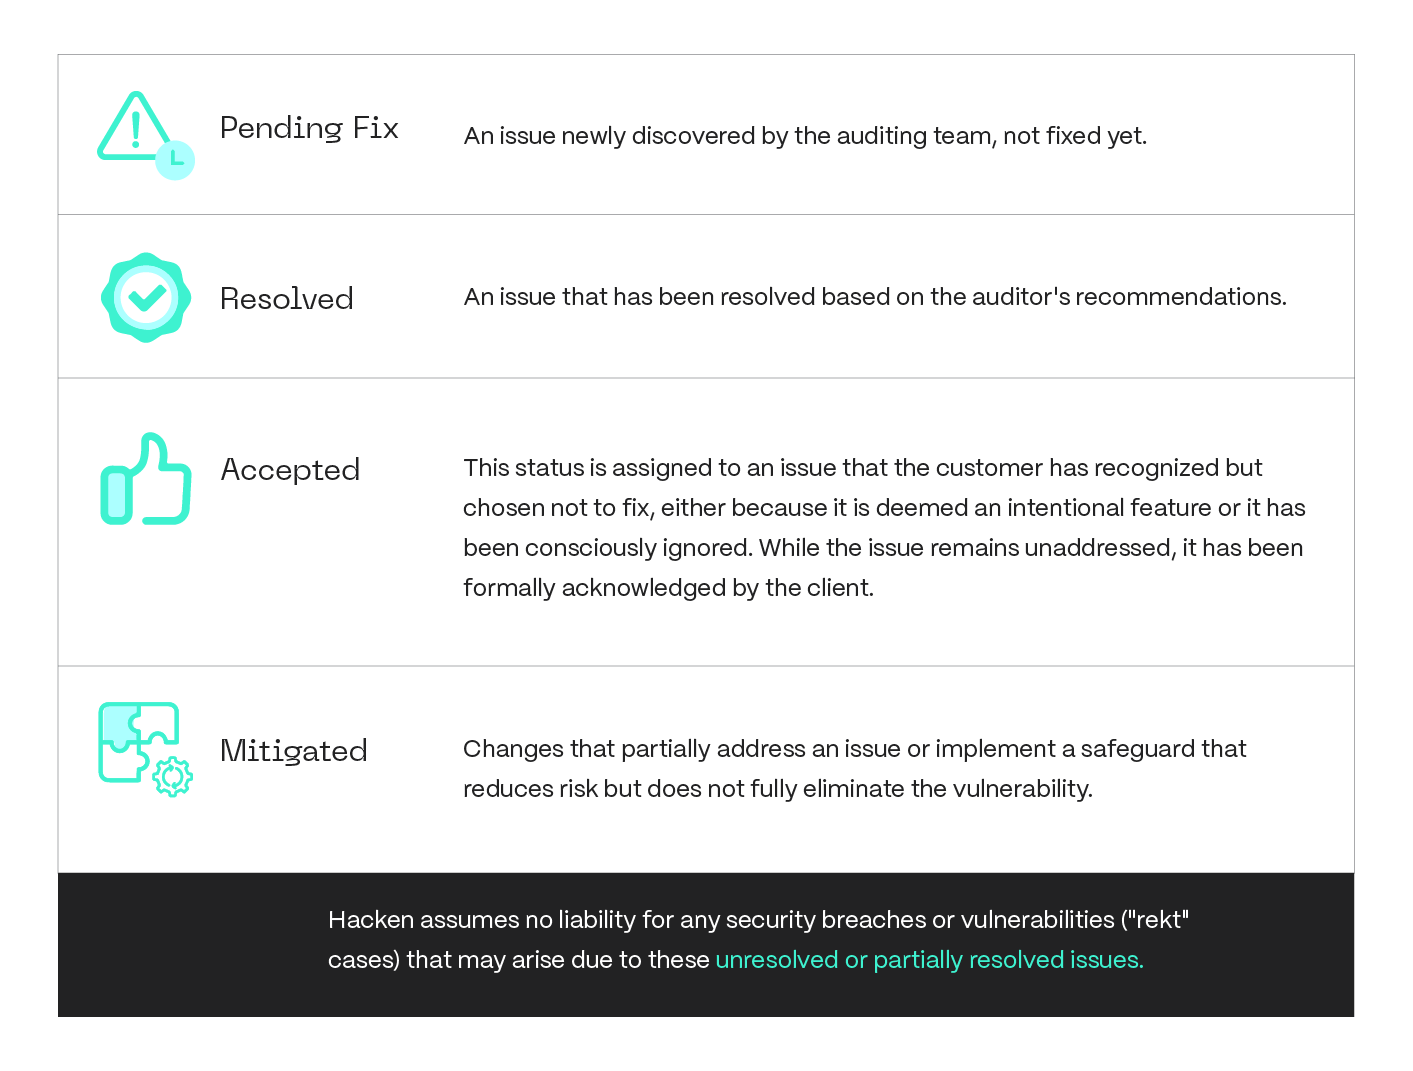 Pending Fix
An issue newly discovered by the auditing team, not fixed yet.
Resolved
An issue that has been resolved based on the auditor's recommendations.
Accepted
This status is assigned to an issue that the customer has recognized but
chosen not to fix, either because it is deemed an intentional feature or it has
been consciously ignored. While the issue remains unaddressed, it has been
formally acknowledged by the client.
Mitigated
Changes that partially address an issue or implement a safeguard that
reduces risk but does not fully eliminate the vulnerability.
Hacken assumes no liability for any security breaches or vulnerabilities ("rekt"
cases) that may arise due to these unresolved or partially resolved issues.